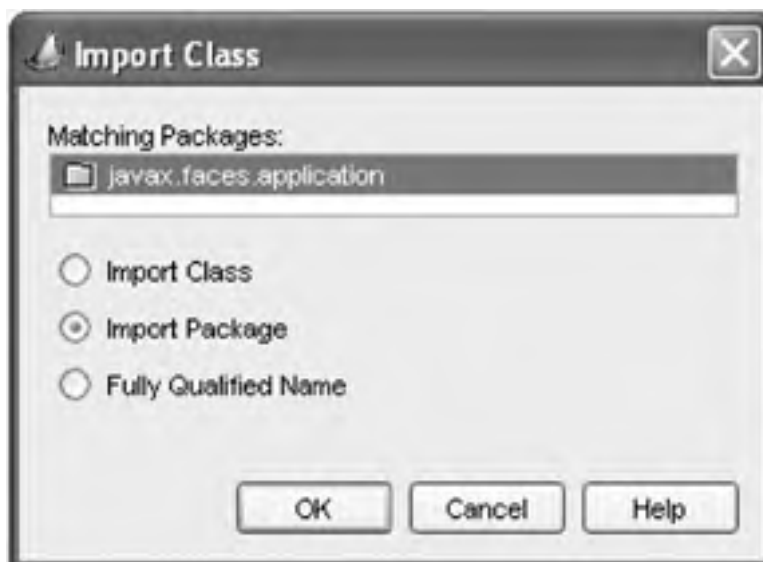 Import Class
Matching Packages:
javax.faces.application
Import Class
Import Package
Fully Qualified Name
OK Cancel Help